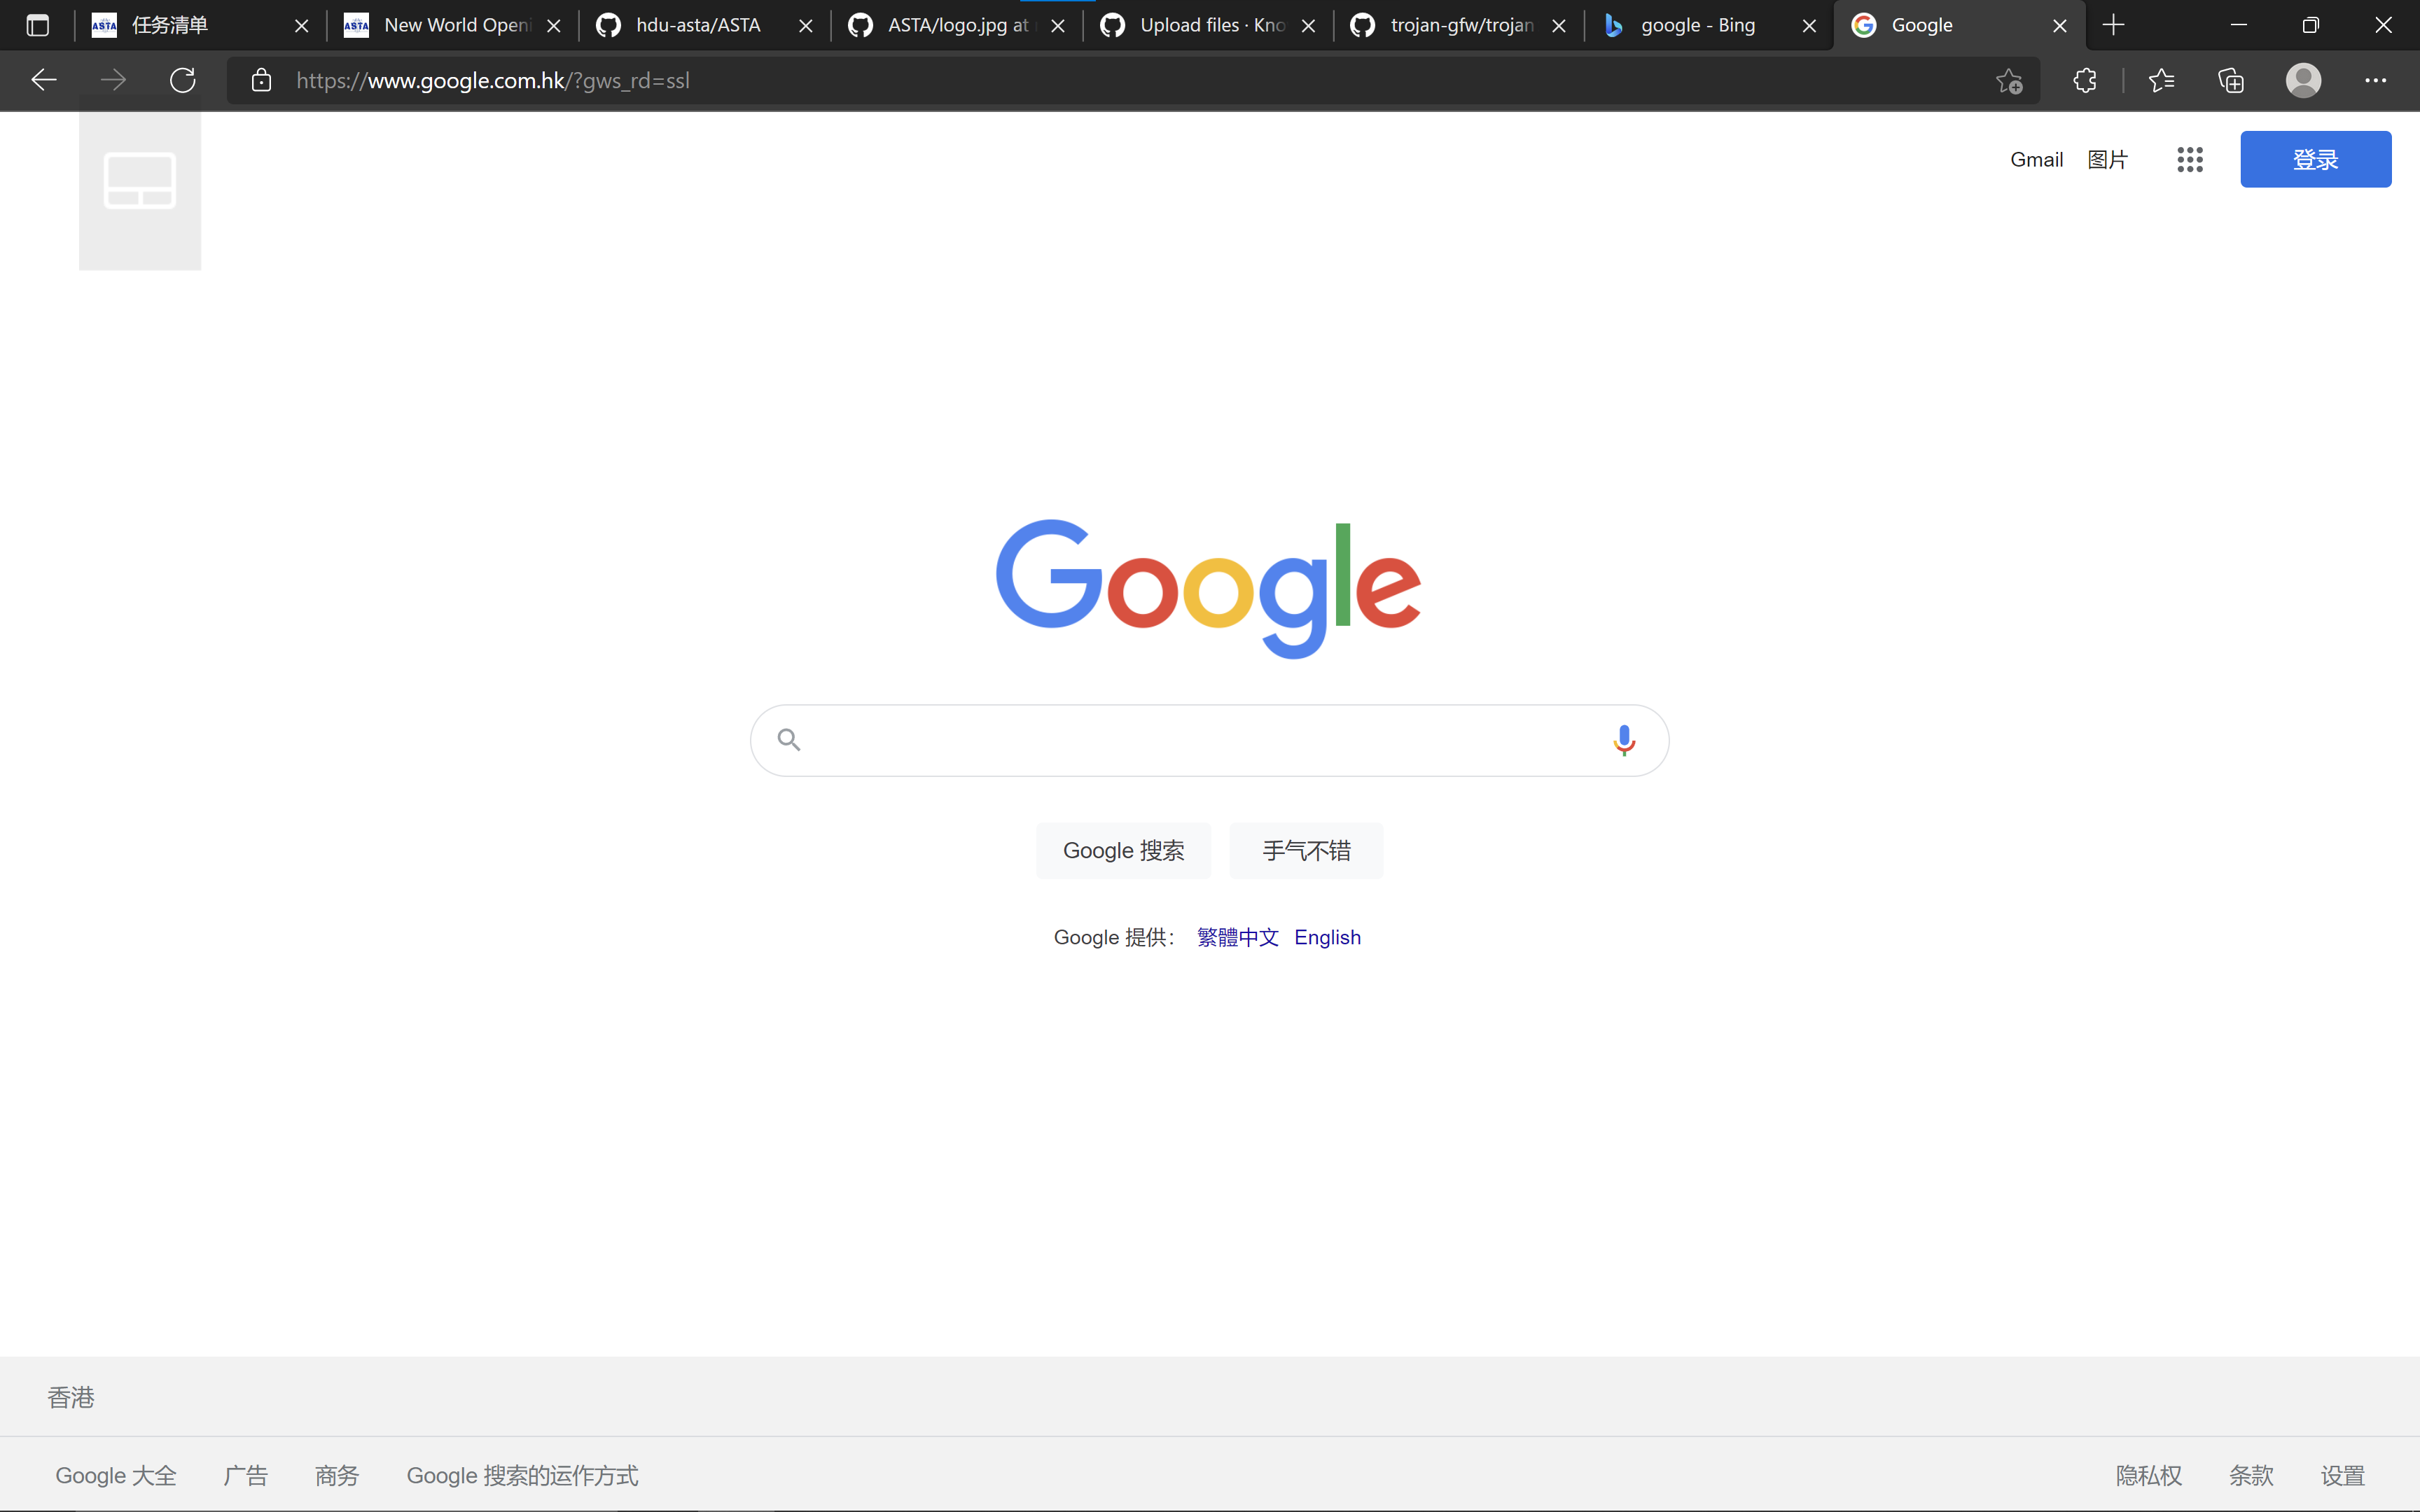 任务清单
New World Openi
hdu-asta/ASTA
ASTA/logo.jpg at
Upload files · Kno
trojan-gfw/trojan
google - Bing
Google
https://www.google.com.hk/?gws_rd=ssl
Gmail 图片 登录
Google
Google 搜索 手气不错
Google 提供： 繁體中文 English
香港
Google 大全 广告 商务 Google 搜索的运作方式 隐私权 条款 设置